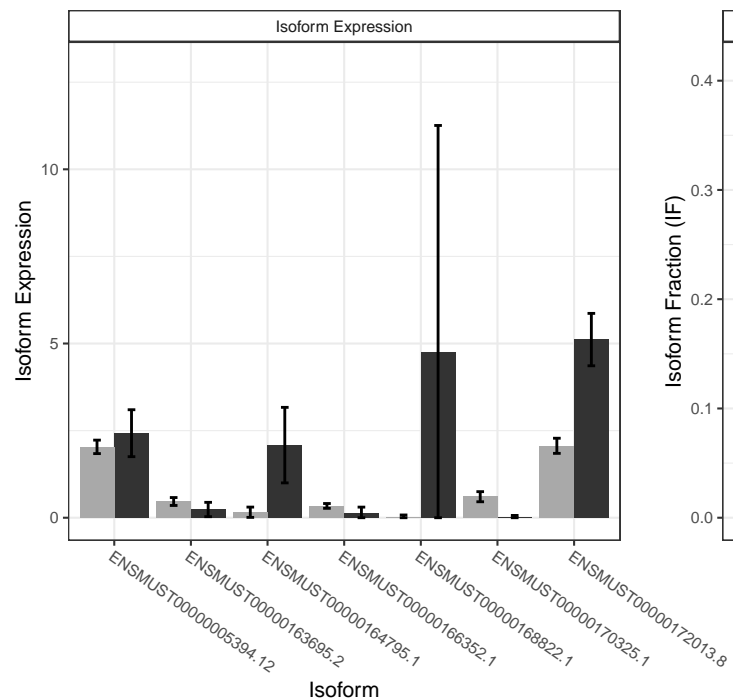 Isoform Expression
Isoform Expression
10
5
0
ENSMUST00000005394.12
ENSMUST00000163695.2
ENSMUST00000164795.1
ENSMUST00000166352.1
ENSMUST00000168822.1
ENSMUST00000170325.1
ENSMUST00000172013.8
Isoform
Isoform Fraction (IF)
0.4
0.3
0.2
0.1
0.0